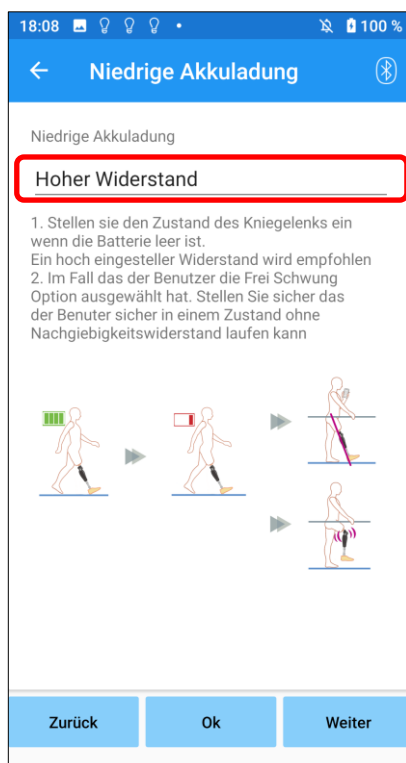 18:08 100 %
Niedrige Akkuladung
Niedrige Akkuladung
Hoher Widerstand
1. Stellen sie den Zustand des Kniegelenks ein
wenn die Batterie leer ist.
Ein hoch eingesteller Widerstand wird empfohlen
2. Im Fall das der Benutzer die Frei Schwung
Option ausgewählt hat. Stellen Sie sicher das
der Benuter sicher in einem Zustand ohne
Nachgiebigkeitswiderstand laufen kann
Zurück Ok Weiter